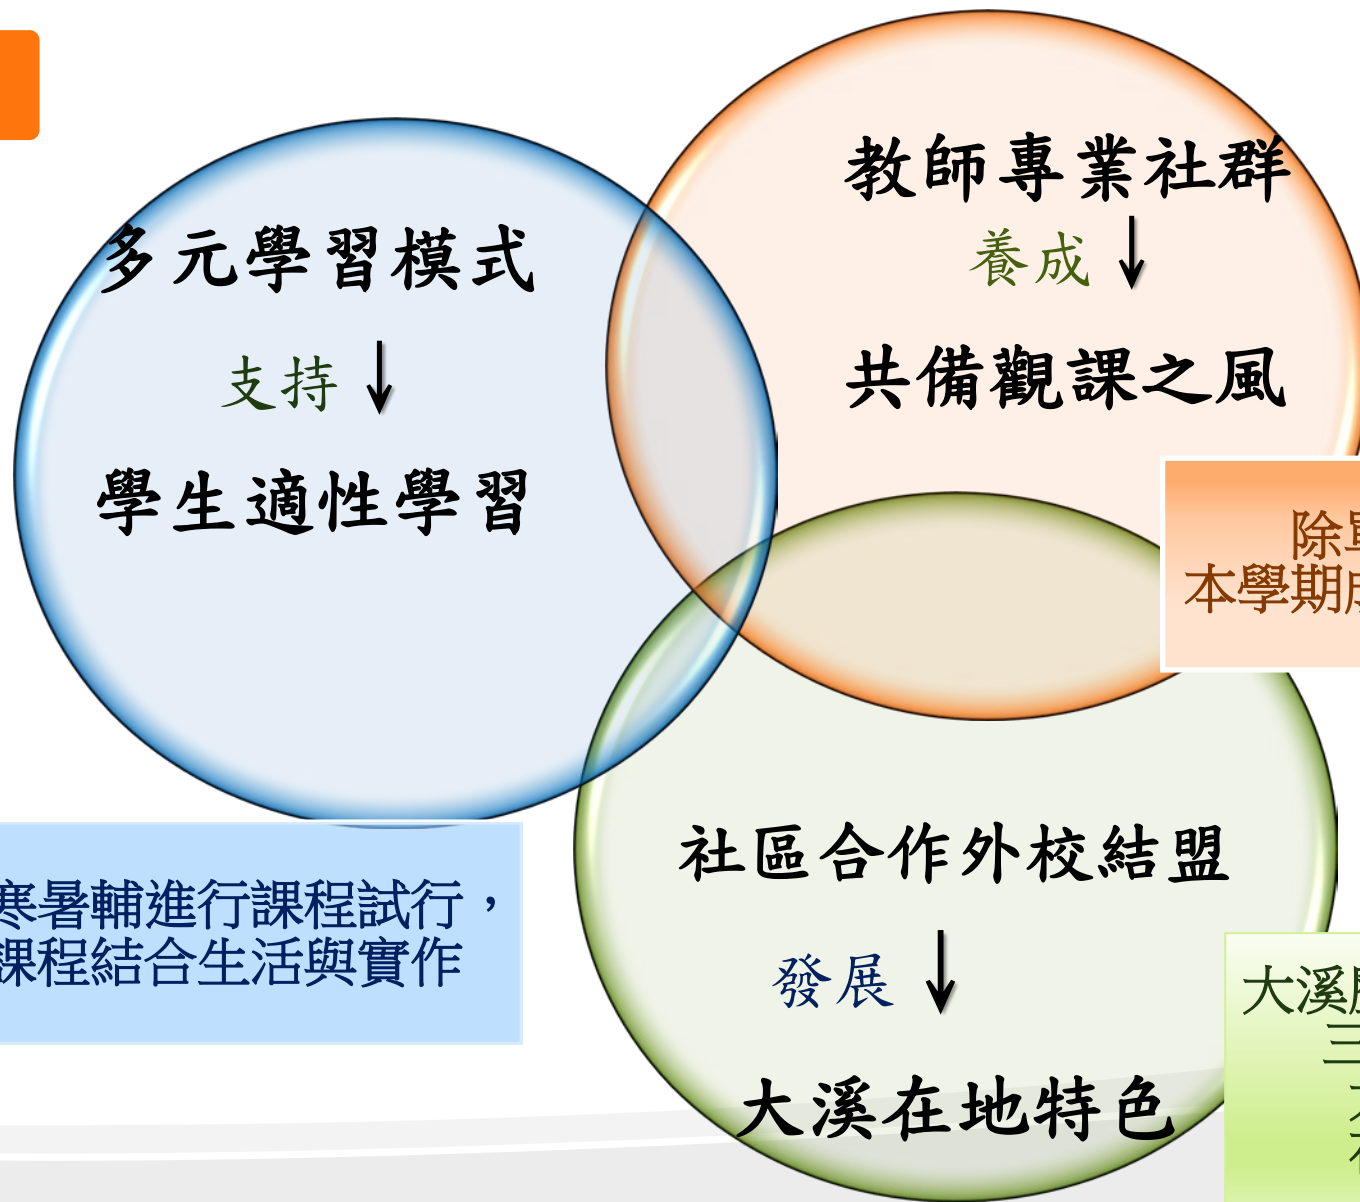 多元學習模式
支持
學生適性學習
教師專業社群
養成
共備觀課之風
除
本學期
寒暑輔進行課程試行，
課程結合生活與實作
社區合作外校結盟
發展
大溪在地特色
大溪
三